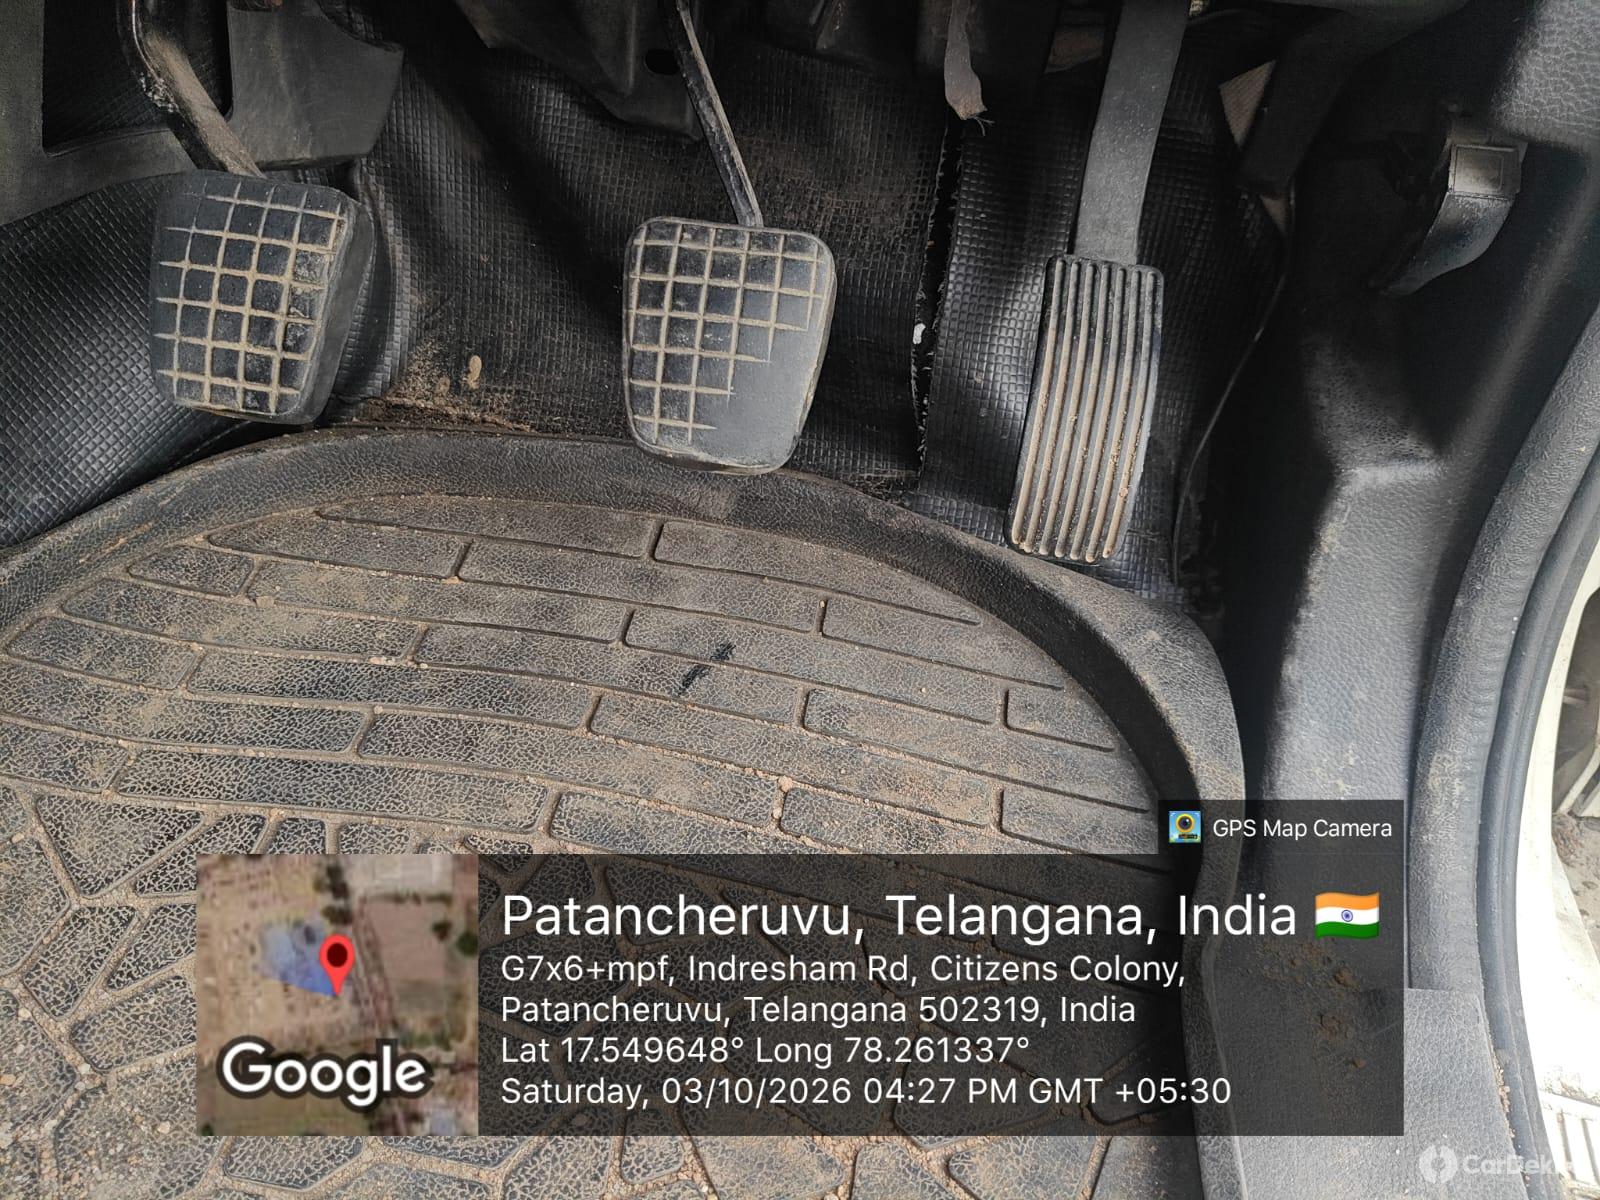 GPS Map Camera
Patancheruvu, Telangana, India 🇮🇳
G7x6+mpf, Indresham Rd, Citizens Colony,
Patancheruvu, Telangana 502319, India
Lat 17.549648° Long 78.261337°
Saturday, 03/10/2026 04:27 PM GMT +05:30
Google